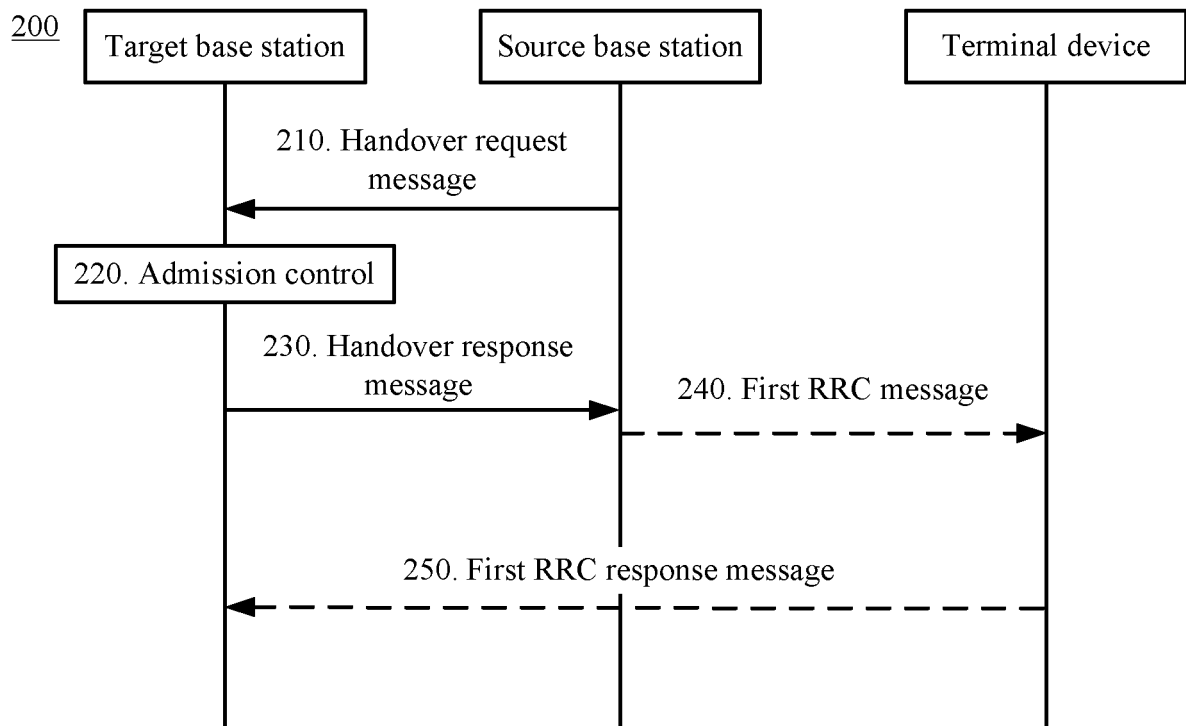 200
Target base station
Source base station
Terminal device
210. Handover request
message
220. Admission control
230. Handover response
message
240. First RRC message
250. First RRC response message